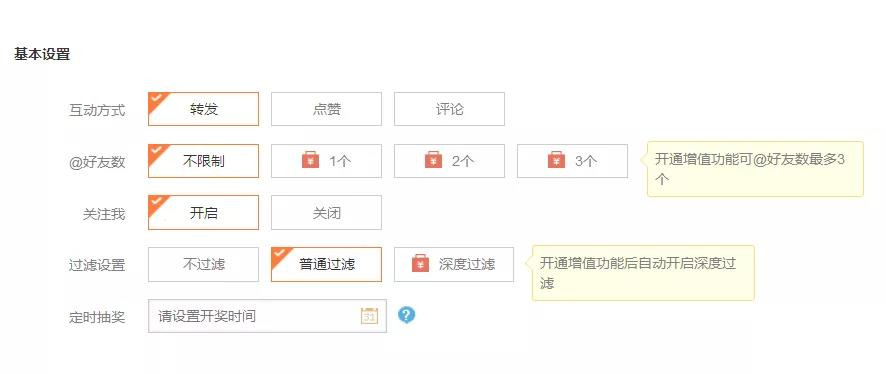 基本设置
互动方式 转发 点赞 评论
@好友数 不限制 ¥ 1个 ¥ 2个 ¥ 3个
开通增值功能可@好友数最多3
个
关注我 开启 关闭
过滤设置 不过滤 普通过滤 ¥ 深度过滤
开通增值功能后自动开启深度过
滤
定时抽奖 请设置开奖时间 31 ?